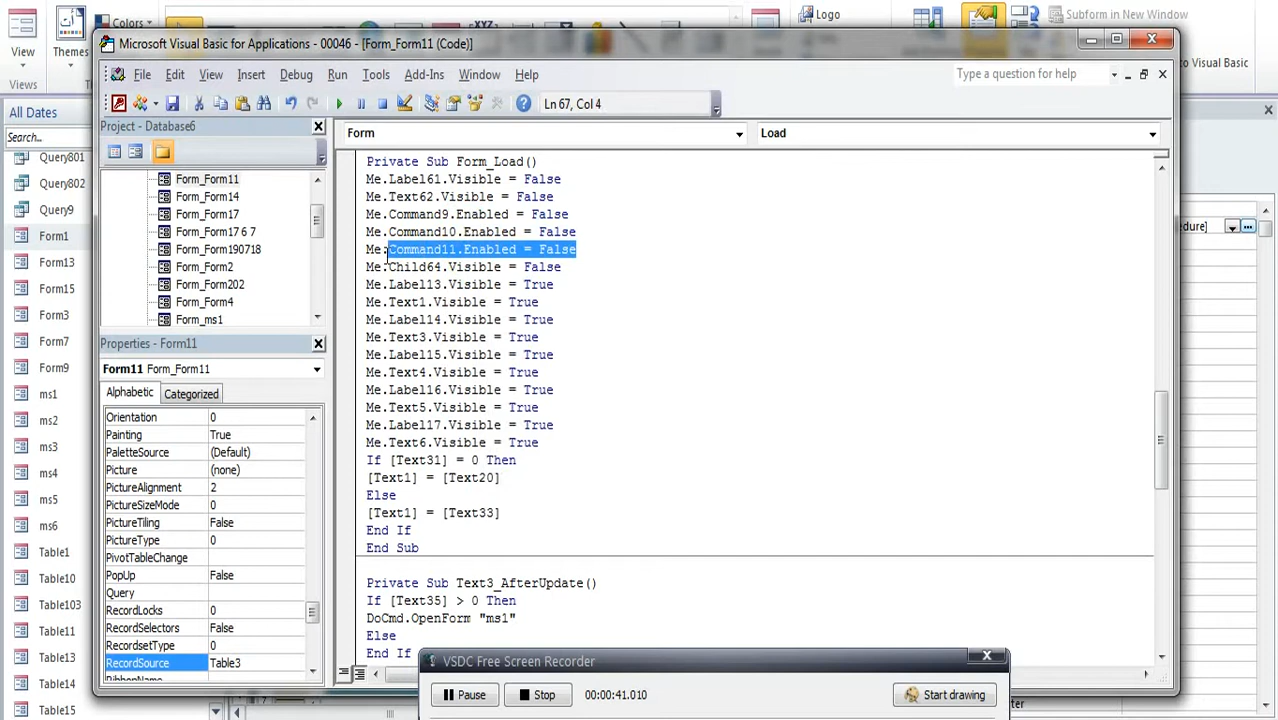 Colors
Logo
Subform in New Window
View
Themes
to Visual Basic
Views
Microsoft Visual Basic for Applications - 00046 - [Form_Form11 (Code)]
File Edit View Insert Debug Run Tools Add-Ins Window Help
Type a question for help
Ln 67, Col 4
All Dates
Search...
Query801
Query802
Query9
Form1
Form13
Form15
Form3
Form7
Form9
ms1
ms2
ms3
ms4
ms5
ms6
Table1
Table10
Table103
Table11
Table13
Table14
Table15
Project - Database6
Form_Form11
Form_Form14
Form_Form17
Form_Form17 6 7
Form_Form190718
Form_Form2
Form_Form202
Form_Form4
Form_ms1
Properties - Form11
Form11 Form_Form11
Alphabetic Categorized
Orientation 0
Painting True
PaletteSource (Default)
Picture (none)
PictureAlignment 2
PictureSizeMode 0
PictureTiling False
PictureType 0
PivotTableChange
PopUp False
Query
RecordLocks 0
RecordSelectors False
RecordsetType 0
RecordSource Table3
RibbonName
Form
Load
Private Sub Form_Load()
Me.Label61.Visible = False
Me.Text62.Visible = False
Me.Command9.Enabled = False
Me.Command10.Enabled = False
Me.Command11.Enabled = False
Me.Child64.Visible = False
Me.Label13.Visible = True
Me.Text1.Visible = True
Me.Label14.Visible = True
Me.Text3.Visible = True
Me.Label15.Visible = True
Me.Text4.Visible = True
Me.Label16.Visible = True
Me.Text5.Visible = True
Me.Label17.Visible = True
Me.Text6.Visible = True
If [Text31] = 0 Then
[Text1] = [Text20]
Else
[Text1] = [Text33]
End If
End Sub
Private Sub Text3_AfterUpdate()
If [Text35] > 0 Then
DoCmd.OpenForm "ms1"
Else
End If
VSDC Free Screen Recorder
Pause
Stop
00:00:41.010
Start drawing